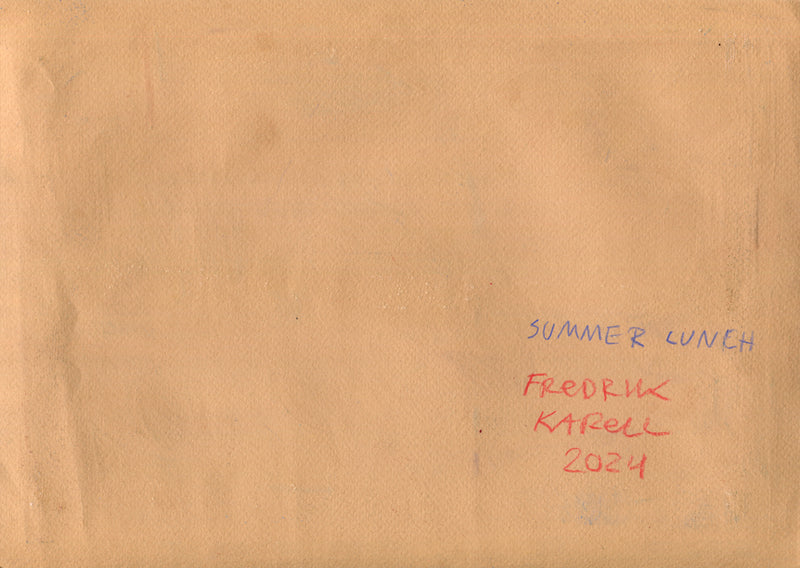 SUMMER LUNCH
FReDRIK
KAReLL
2024